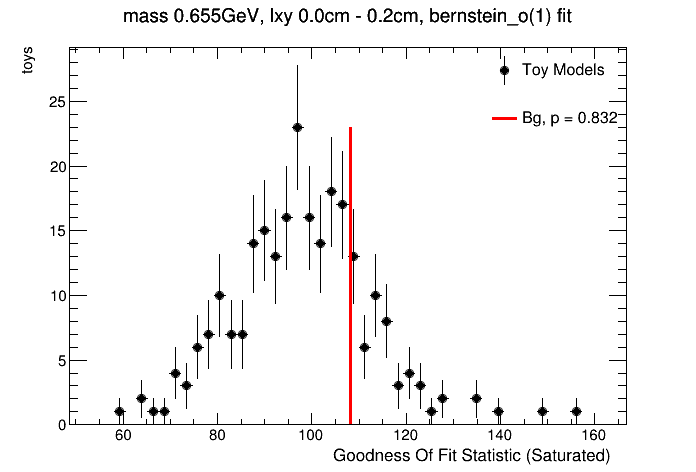 mass 0.655GeV, lxy 0.0cm - 0.2cm, bernstein_o(1) fit
toys
Toy Models
Bg, p = 0.832
25
20
15
10
5
0
60 80 100 120 140 160
Goodness Of Fit Statistic (Saturated)